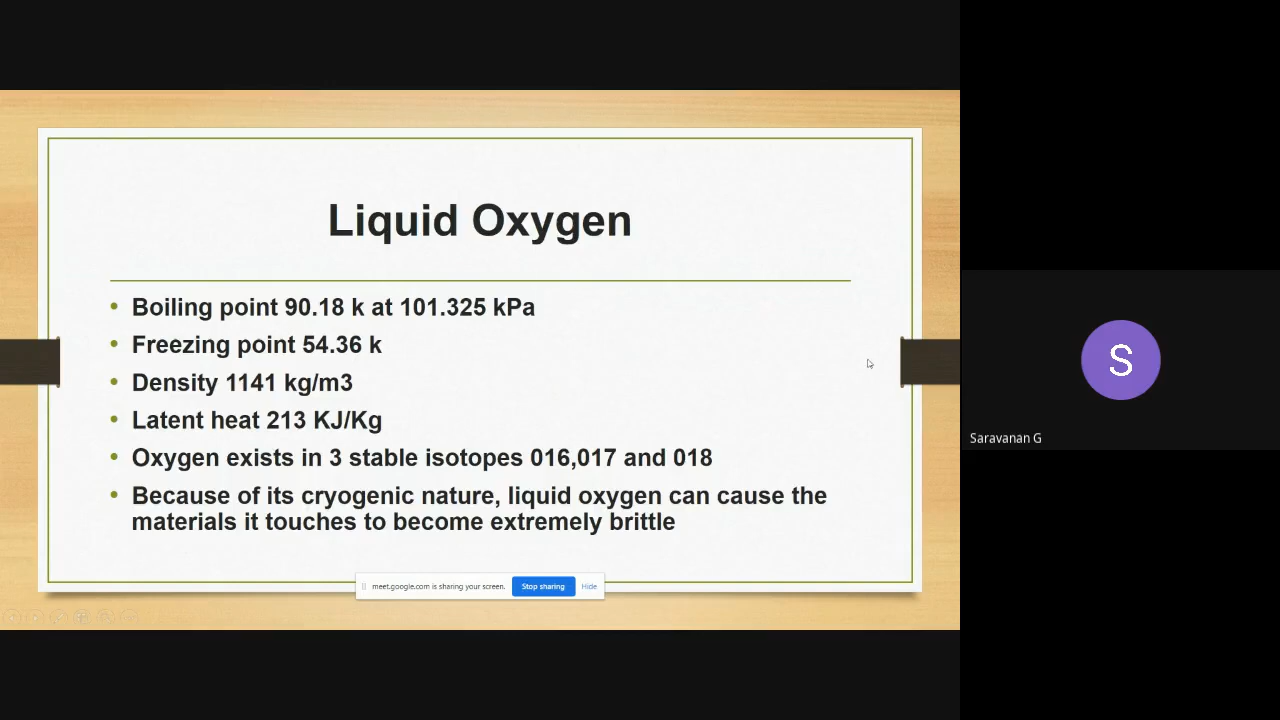 Liquid Oxygen
• Boiling point 90.18 k at 101.325 kPa
• Freezing point 54.36 k
• Density 1141 kg/m3
• Latent heat 213 KJ/Kg
• Oxygen exists in 3 stable isotopes 016,017 and 018
• Because of its cryogenic nature, liquid oxygen can cause the
materials it touches to become extremely brittle
meet.google.com is sharing your screen. Stop sharing Hide
S
Saravanan G